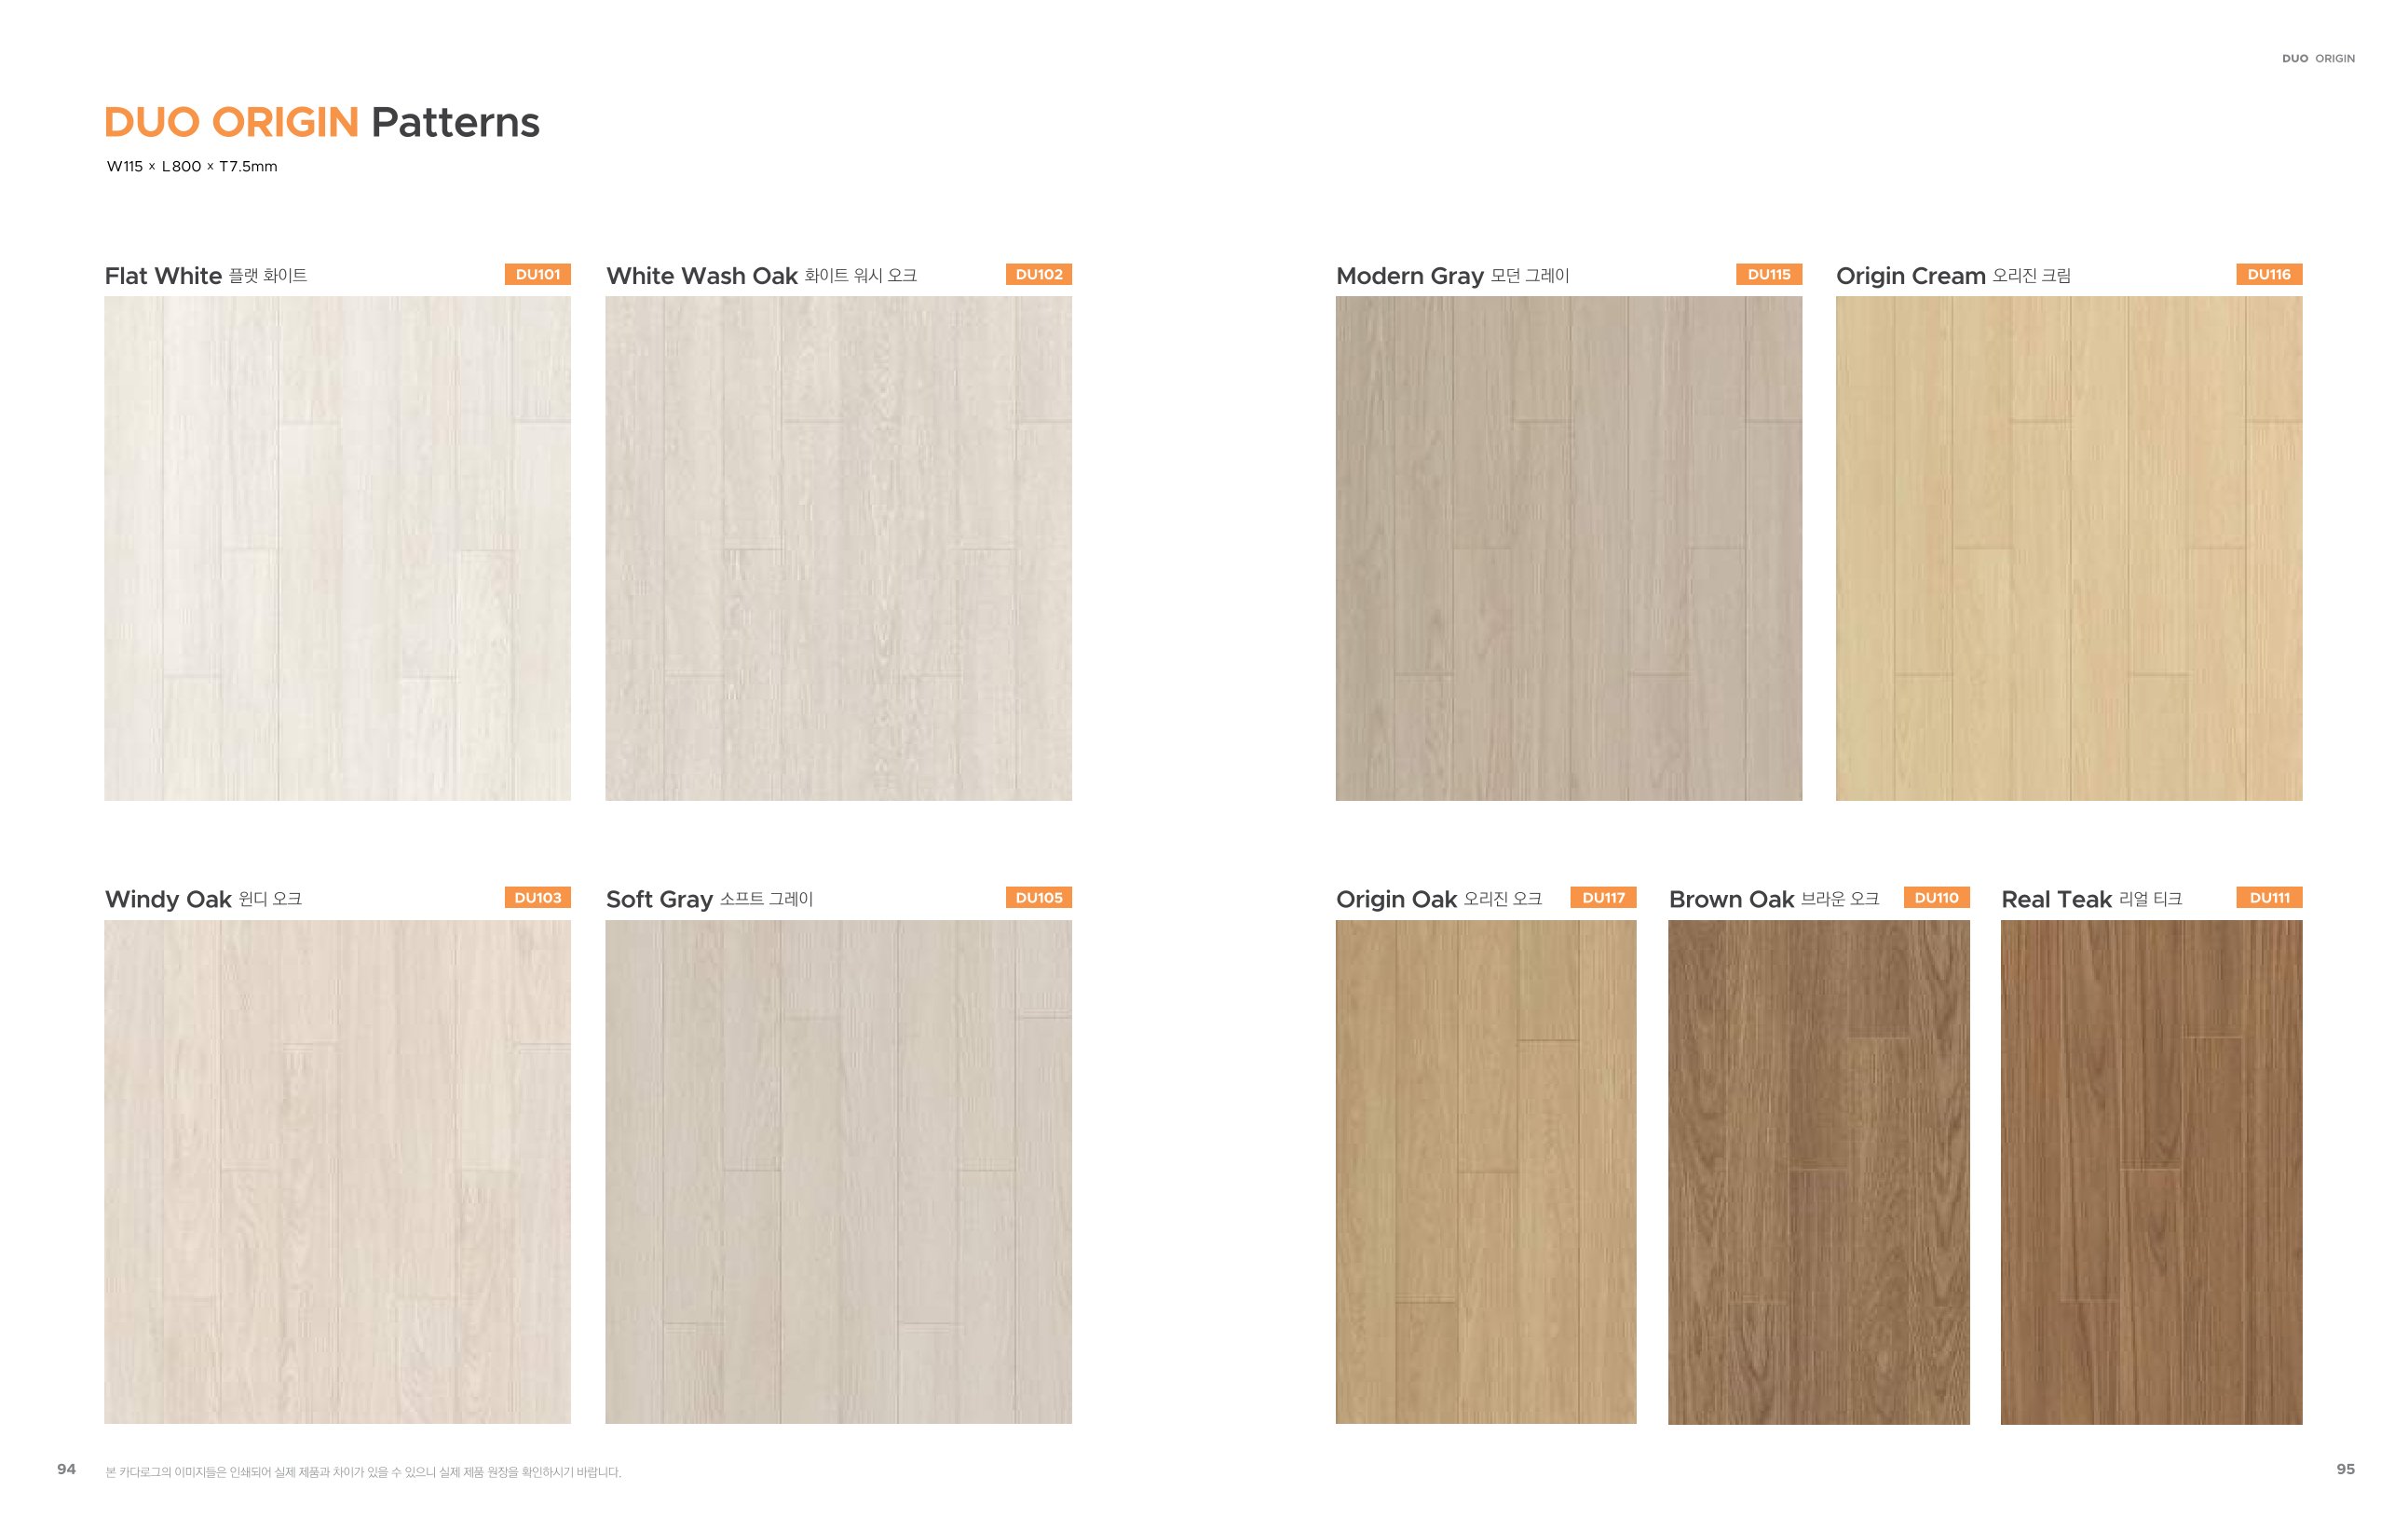 DUO ORIGIN
DUO ORIGIN Patterns
W115 × L800 × T7.5mm
Flat White 플랫 화이트 DU101
White Wash Oak 화이트 워시 오크 DU102
Modern Gray 모던 그레이 DU115
Origin Cream 오리진 크림 DU116
Windy Oak 윈디 오크 DU103
Soft Gray 소프트 그레이 DU105
Origin Oak 오리진 오크 DU117
Brown Oak 브라운 오크 DU110
Real Teak 리얼 티크 DU111
94 본 카다로그의 이미지들은 인쇄되어 실제 제품과 차이가 있을 수 있으니 실제 제품 원장을 확인하시기 바랍니다.
95